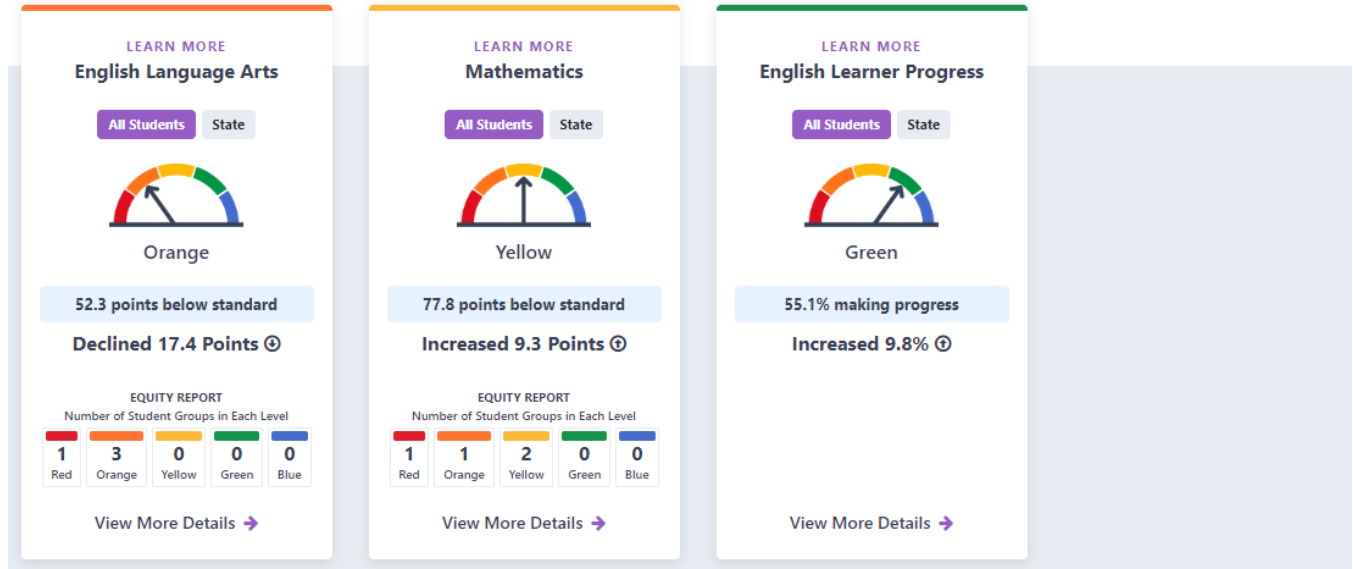 LEARN MORE
English Language Arts
All Students State
Orange
52.3 points below standard
Declined 17.4 Points
EQUITY REPORT
Number of Student Groups in Each Level
1 3 0 0 0
Red Orange Yellow Green Blue
View More Details
LEARN MORE
Mathematics
All Students State
Yellow
77.8 points below standard
Increased 9.3 Points
EQUITY REPORT
Number of Student Groups in Each Level
1 1 2 0 0
Red Orange Yellow Green Blue
View More Details
LEARN MORE
English Learner Progress
All Students State
Green
55.1% making progress
Increased 9.8%
View More Details